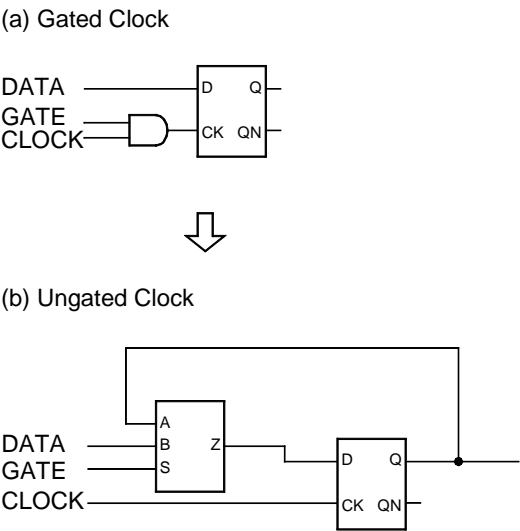 (a) Gated Clock
DATA
D Q
GATE
CLOCK
CK QN
(b) Ungated Clock
A
DATA B Z
GATE S
D Q
CLOCK
CK QN